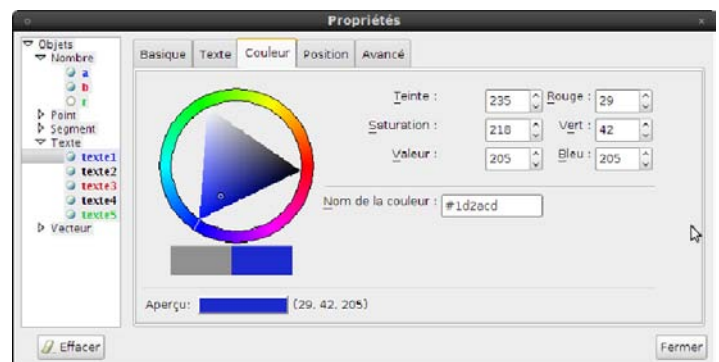 Propriétés
Objets
Nombre
a
b
r
Point
Segment
Texte
texte1
texte2
texte3
texte4
texte5
Vecteur
Basique Texte Couleur Position Avancé
Teinte : 235 Rouge : 29
Saturation : 218 Vert : 42
Valeur : 205 Bleu : 205
Nom de la couleur : #1d2acd
Aperçu: (29, 42, 205)
Effacer
Fermer